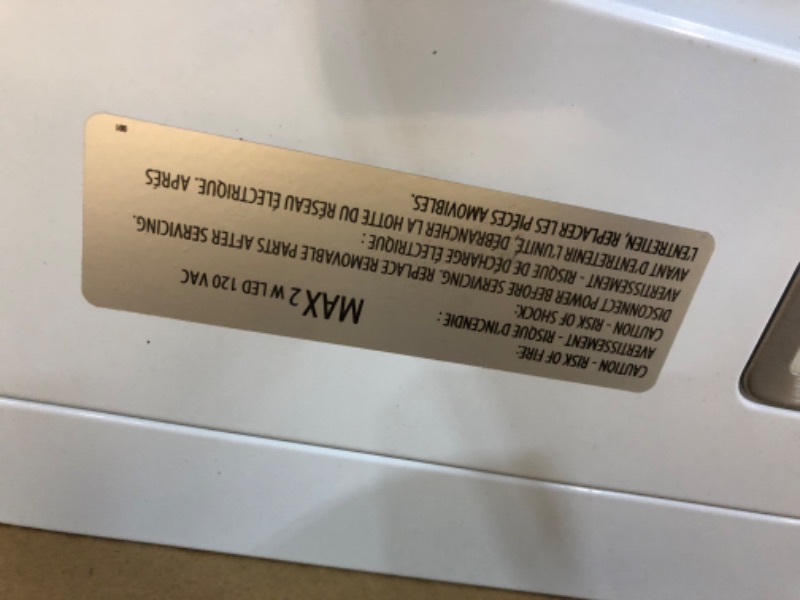 CAUTION - RISK OF FIRE:
AVERTISSEMENT - RISQUE D'INCENDIE :
MAX 2 W LED 120 VAC
CAUTION - RISK OF SHOCK:
DISCONNECT POWER BEFORE SERVICING. REPLACE REMOVABLE PARTS AFTER SERVICING.
AVERTISSEMENT - RISQUE DE DÉCHARGE ÉLECTRIQUE :
AVANT D'ENTRETENIR L'UNITÉ, DÉBRANCHER LA HOTTE DU RÉSEAU ÉLECTRIQUE. APRÉS
L'ENTRETIEN, REPLACER LES PIÈCES AMOVIBLES.